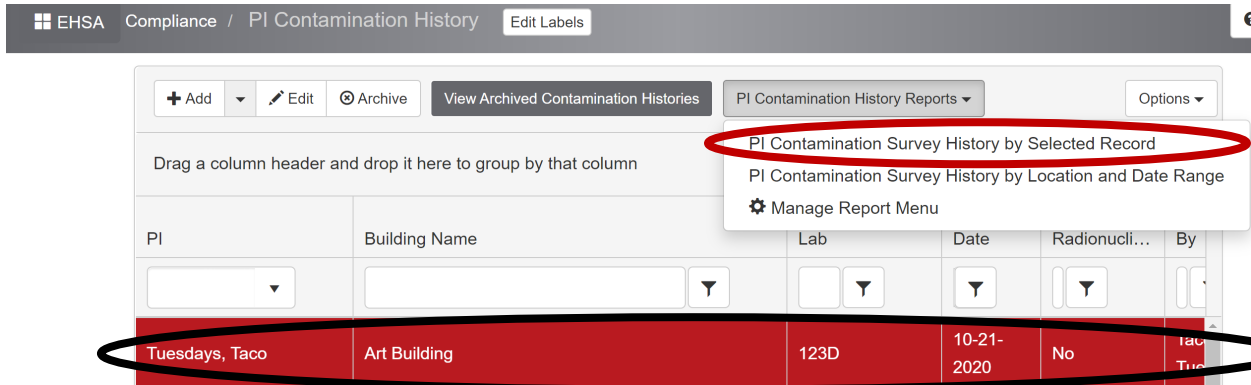 EHSA Compliance / PI Contamination History Edit Labels
Add Edit Archive View Archived Contamination Histories PI Contamination History Reports Options
PI Contamination Survey History by Selected Record
Drag a column header and drop it here to group by that column
PI Contamination Survey History by Location and Date Range
Manage Report Menu
PI Building Name Lab Date Radionucli... By
Tuesdays, Taco Art Building 123D 10-21-
2020 No